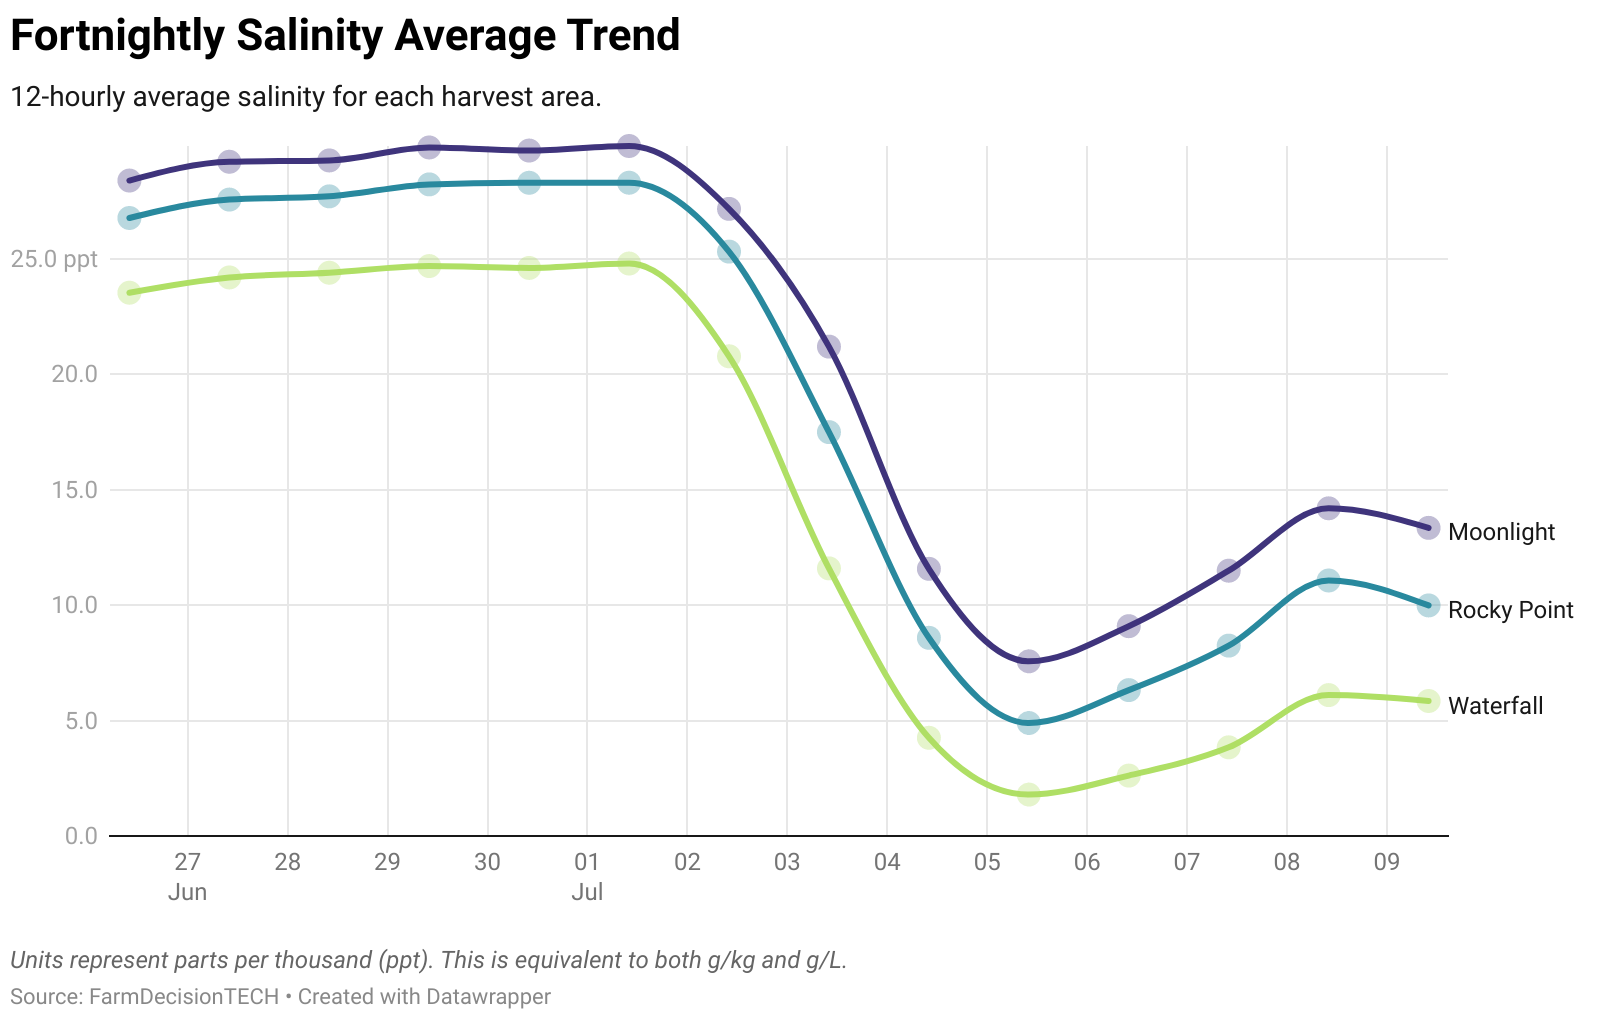 Fortnightly Salinity Average Trend
12-hourly average salinity for each harvest area.
25.0 ppt
20.0
15.0
10.0
5.0
0.0
Moonlight
Rocky Point
Waterfall
27 28 29 30 01 02 03 04 05 06 07 08 09
Jun Jul
Units represent parts per thousand (ppt). This is equivalent to both g/kg and g/L.
Source: FarmDecisionTECH • Created with Datawrapper